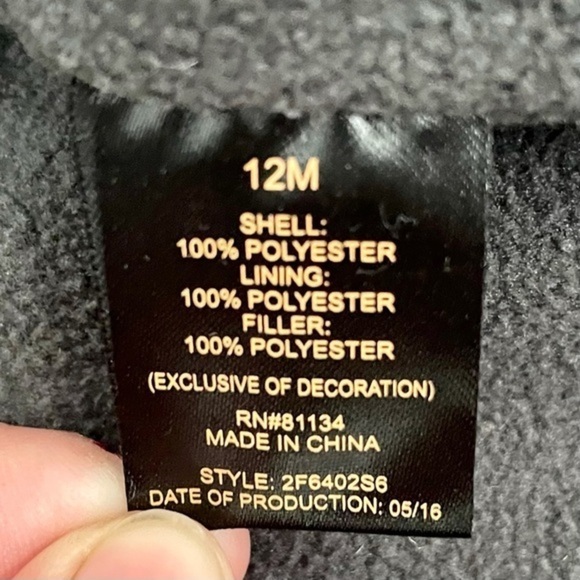 12M
SHELL:
100% POLYESTER
LINING:
100% POLYESTER
FILLER:
100% POLYESTER
(EXCLUSIVE OF DECORATION)
RN#81134
MADE IN CHINA
STYLE: 2F6402S6
DATE OF PRODUCTION: 05/16